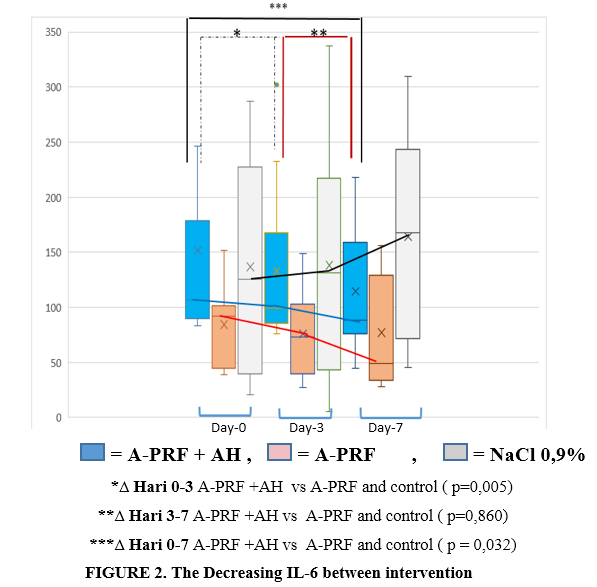 ***
* **
350
300
250
200
150
100
50
0
Day-0 Day-3 Day-7
= A-PRF + AH , = A-PRF , = NaCl 0,9%
*Δ Hari 0-3 A-PRF +AH vs A-PRF and control ( p=0,005)
**Δ Hari 3-7 A-PRF +AH vs A-PRF and control ( p=0,860)
***Δ Hari 0-7 A-PRF +AH vs A-PRF and control ( p = 0,032)
FIGURE 2. The Decreasing IL-6 between intervention